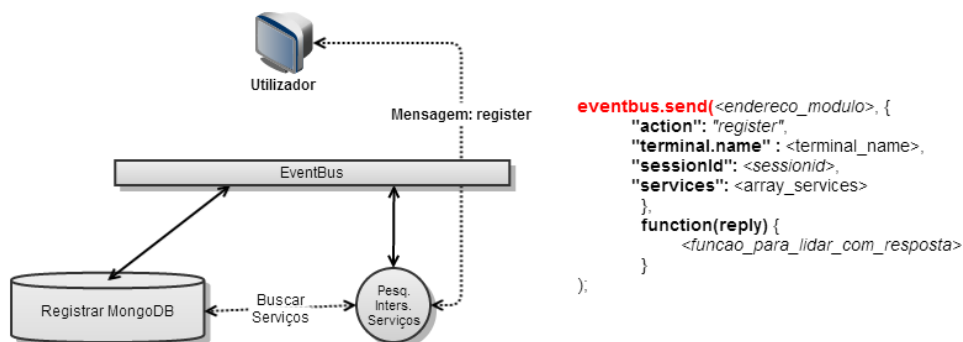 Utilizador
Mensagem: register
EventBus
Registrar MongoDB
Buscar
Serviços
Pesq.
Inters.
Serviços
eventbus.send(<endereco_modulo>, {
"action": "register",
"terminal.name" : <terminal_name>,
"sessionId": <sessionid>,
"services": <array_services>
},
function(reply) {
<funcao_para_lidar_com_resposta>
}
);